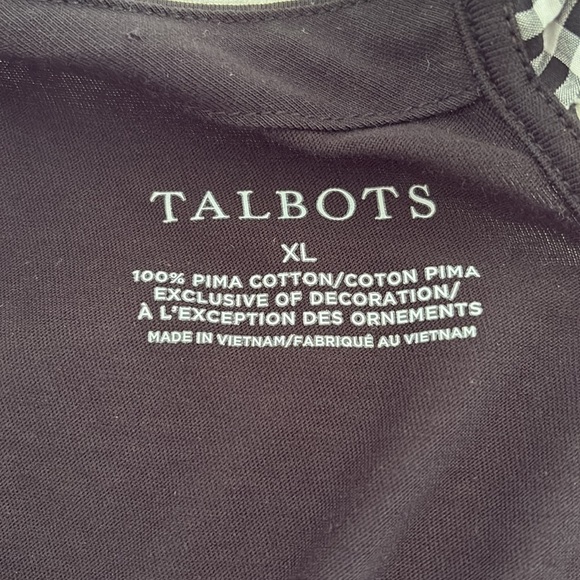 TALBOTS
XL
100% PIMA COTTON/COTON PIMA
EXCLUSIVE OF DECORATION/
À L'EXCEPTION DES ORNEMENTS
MADE IN VIETNAM/FABRIQUÉ AU VIETNAM